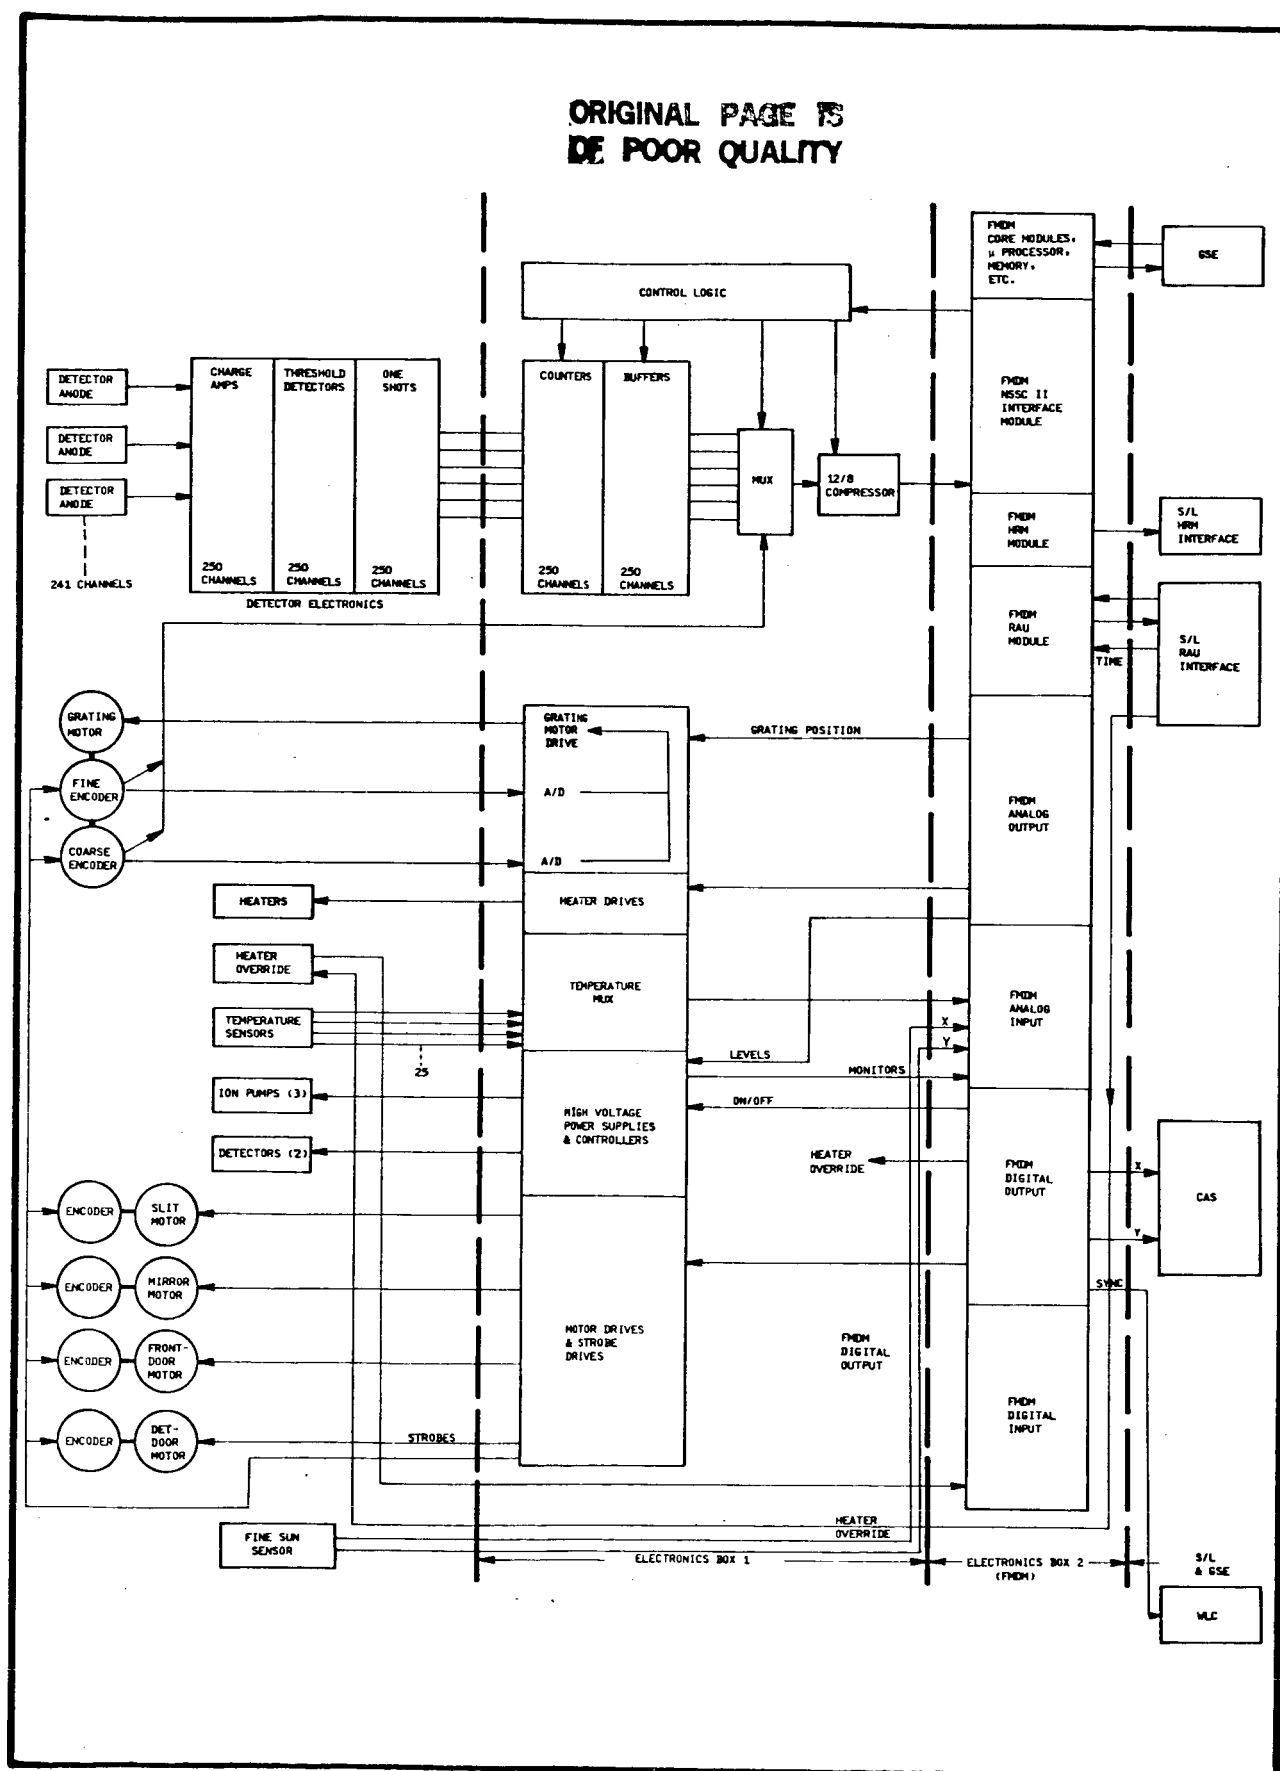 ORIGINAL PAGE IS
OF POOR QUALITY
FMDM
CORE MODULES,
μ PROCESSOR,
MEMORY,
ETC.
GSE
CONTROL LOGIC
DETECTOR
ANODE
DETECTOR
ANODE
DETECTOR
ANODE
241 CHANNELS
CHARGE
AMPS
THRESHOLD
DETECTORS
ONE
SHOTS
250
CHANNELS
250
CHANNELS
250
CHANNELS
DETECTOR ELECTRONICS
COUNTERS
BUFFERS
250
CHANNELS
250
CHANNELS
MUX
12/8
COMPRESSOR
FMDM
NSSC II
INTERFACE
MODULE
FMDM
HRM
MODULE
S/L
HRM
INTERFACE
FMDM
RAU
MODULE
TIME
S/L
RAU
INTERFACE
GRATING
MOTOR
FINE
ENCODER
COARSE
ENCODER
GRATING
MOTOR
DRIVE
A/D
A/D
GRATING POSITION
FMDM
ANALOG
OUTPUT
HEATERS
HEATER DRIVES
HEATER
OVERRIDE
TEMPERATURE
MUX
TEMPERATURE
SENSORS
25
FMDM
ANALOG
INPUT
X
Y
LEVELS
MONITORS
ON/OFF
ION PUMPS (3)
DETECTORS (2)
HIGH VOLTAGE
POWER SUPPLIES
& CONTROLLERS
HEATER
OVERRIDE
FMDM
DIGITAL
OUTPUT
X
Y
CAS
SYNC
ENCODER
SLIT
MOTOR
ENCODER
MIRROR
MOTOR
ENCODER
FRONT-
DOOR
MOTOR
ENCODER
DET-
DOOR
MOTOR
STROBES
MOTOR DRIVES
& STROBE
DRIVES
FMDM
DIGITAL
OUTPUT
FMDM
DIGITAL
INPUT
FINE SUN
SENSOR
HEATER
OVERRIDE
ELECTRONICS BOX 1
ELECTRONICS BOX 2
(FMDM)
S/L
& GSE
WLC